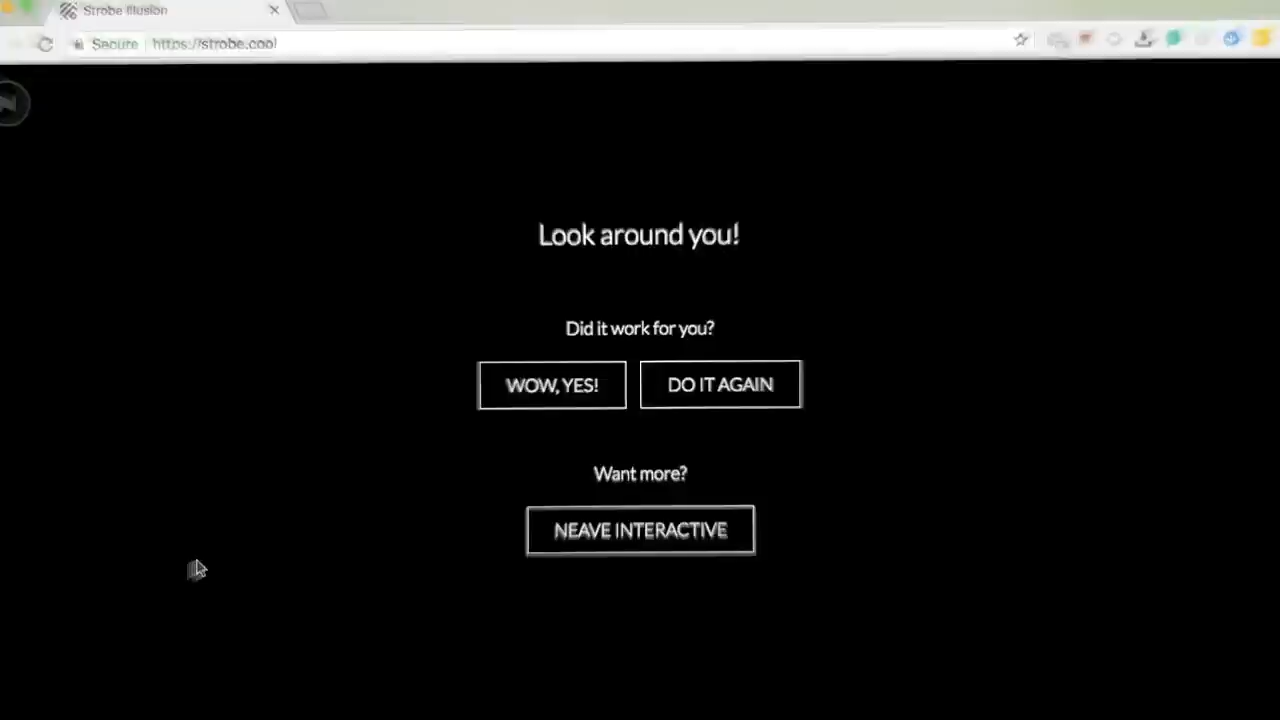 Strobe Illusion
Secure https://strobe.cool
Look around you!
Did it work for you?
WOW, YES! DO IT AGAIN
Want more?
NEAVE INTERACTIVE